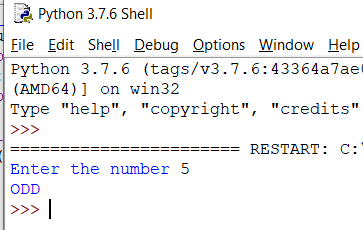 Python 3.7.6 Shell
File Edit Shell Debug Options Window Help
Python 3.7.6 (tags/v3.7.6:43364a7ae
(AMD64)] on win32
Type "help", "copyright", "credits"
>>>
======================= RESTART: C:\
Enter the number 5
ODD
>>>